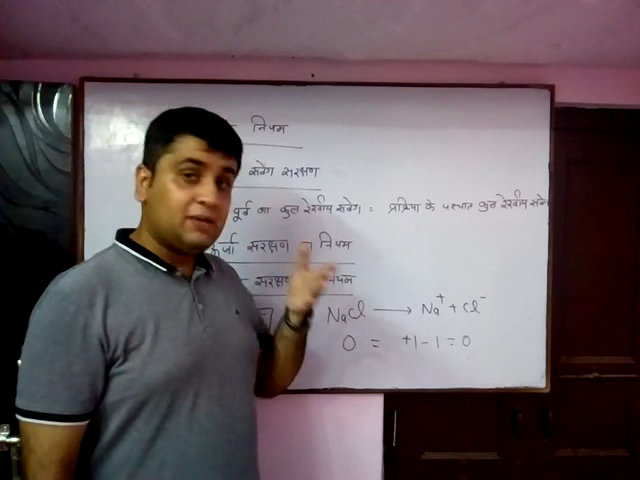 नियम
संवेग संरक्षण
पूर्व का कुल रेखीय संवेग = प्रक्रिया के पश्चात कुल रेखीय संवेग
ऊर्जा संरक्षण नियम
संरक्षण नियम
NaCl → Na⁺ + Cl⁻
0 = +1 - 1 = 0